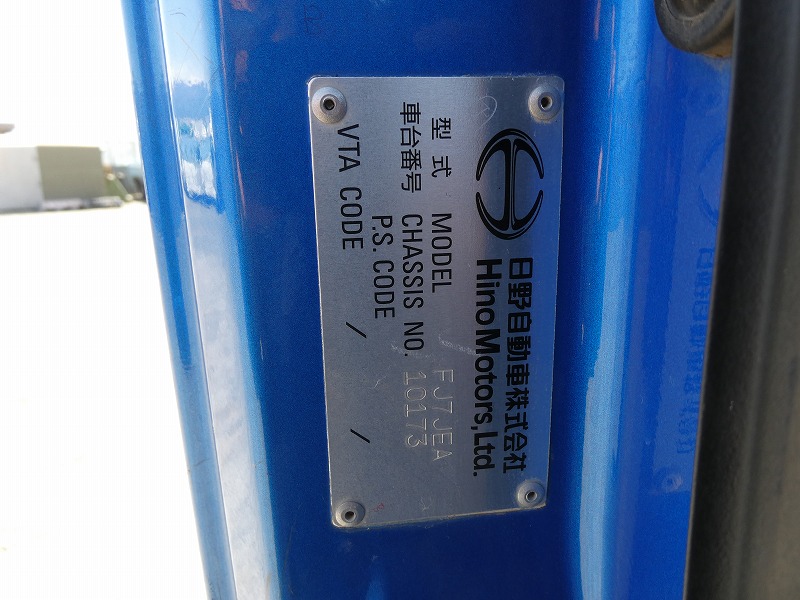 日野自動車株式会社
Hino Motors, Ltd.
型式 MODEL FJ7JEA
車台番号 CHASSIS NO. 10173
P.S. CODE
VTA CODE / /